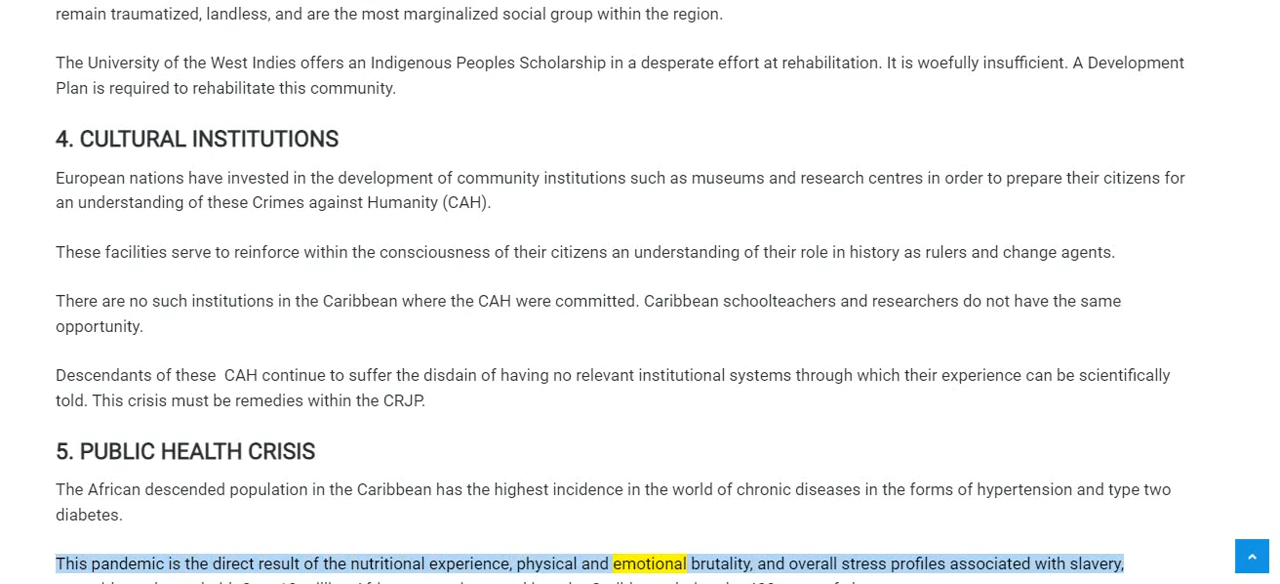 remain traumatized, landless, and are the most marginalized social group within the region.
The University of the West Indies offers an Indigenous Peoples Scholarship in a desperate effort at rehabilitation. It is woefully insufficient. A Development
Plan is required to rehabilitate this community.
4. CULTURAL INSTITUTIONS
European nations have invested in the development of community institutions such as museums and research centres in order to prepare their citizens for
an understanding of these Crimes against Humanity (CAH).
These facilities serve to reinforce within the consciousness of their citizens an understanding of their role in history as rulers and change agents.
There are no such institutions in the Caribbean where the CAH were committed. Caribbean schoolteachers and researchers do not have the same
opportunity.
Descendants of these  CAH continue to suffer the disdain of having no relevant institutional systems through which their experience can be scientifically
told. This crisis must be remedies within the CRJP.
5. PUBLIC HEALTH CRISIS
The African descended population in the Caribbean has the highest incidence in the world of chronic diseases in the forms of hypertension and type two
diabetes.
This pandemic is the direct result of the nutritional experience, physical and emotional brutality, and overall stress profiles associated with slavery,